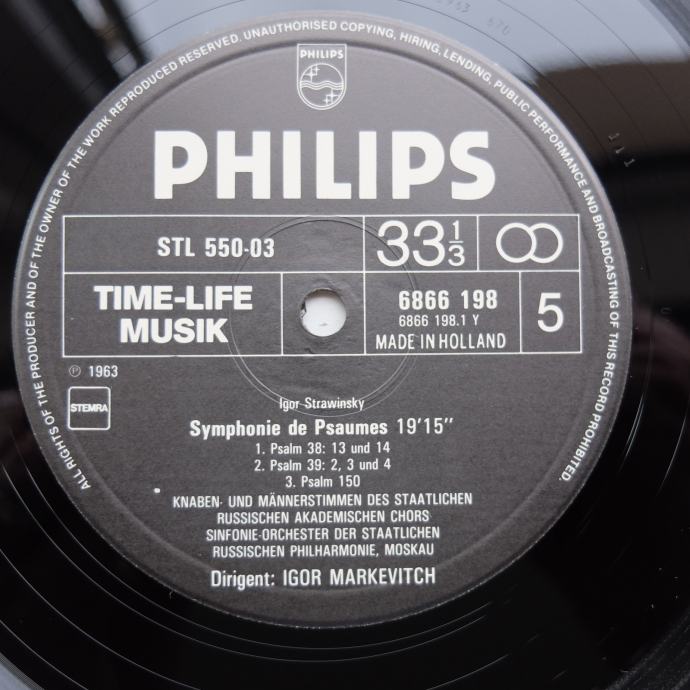 ALL RIGHTS OF THE PRODUCER AND OF THE OWNER OF THE WORK REPRODUCED RESERVED. UNAUTHORISED COPYING, HIRING, LENDING, PUBLIC PERFORMANCE AND BROADCASTING OF THIS RECORD PROHIBITED.
PHILIPS
PHILIPS
STL 550-03
33 1/3
TIME-LIFE
MUSIK
6866 198
6866 198.1 Y
MADE IN HOLLAND
5
℗ 1963
STEMRA
Igor Strawinsky
Symphonie de Psaumes 19'15"
1. Psalm 38: 13 und 14
2. Psalm 39: 2, 3 und 4
3. Psalm 150
KNABEN- UND MÄNNERSTIMMEN DES STAATLICHEN
RUSSISCHEN AKADEMISCHEN CHORS
SINFONIE-ORCHESTER DER STAATLICHEN
RUSSISCHEN PHILHARMONIE, MOSKAU
Dirigent: IGOR MARKEVITCH